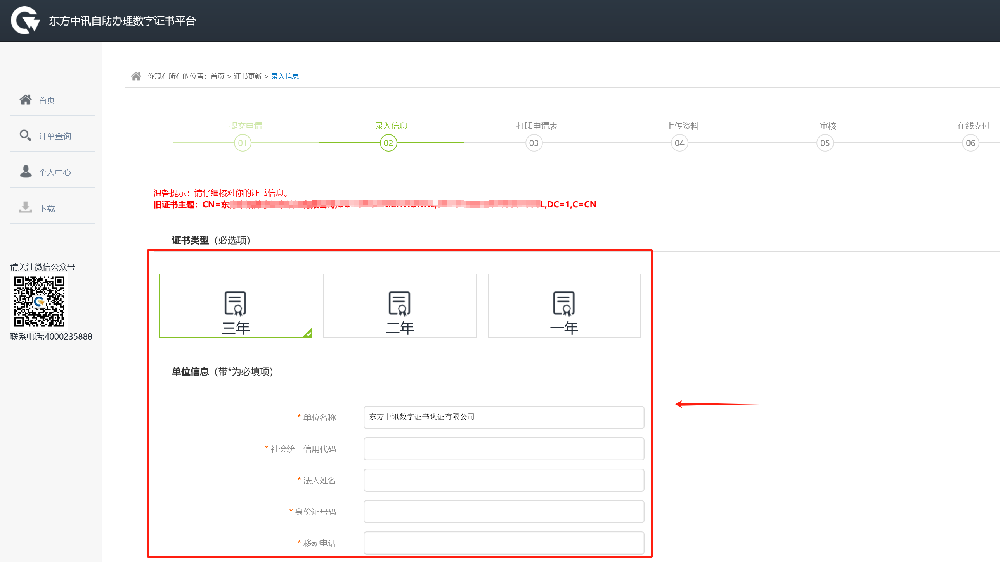 东方中讯自助办理数字证书平台
你现在所在的位置：首页 > 证书更新 > 录入信息
首页
订单查询
个人中心
下载
请关注微信公众号
联系电话:4000235888
提交申请
01
录入信息
02
打印申请表
03
上传资料
04
审核
05
在线支付
06
温馨提示：请仔细核对你的证书信息。
旧证书主题：CN=东 L,DC=1,C=CN
证书类型（必选项）
三年
二年
一年
单位信息（带*为必填项）
* 单位名称 东方中讯数字证书认证有限公司
* 社会统一信用代码
* 法人姓名
* 身份证号码
* 移动电话